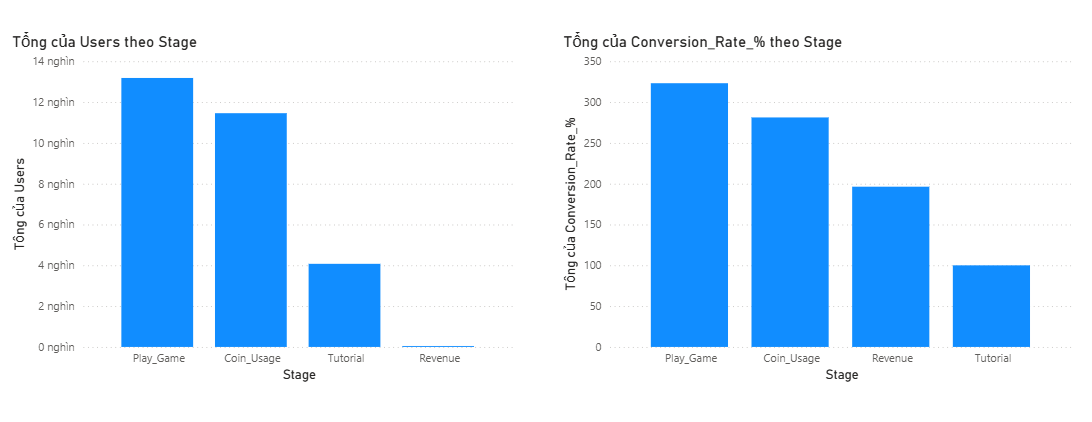 Tổng của Users theo Stage
14 nghìn
12 nghìn
10 nghìn
8 nghìn
6 nghìn
4 nghìn
2 nghìn
0 nghìn
Tổng của Users
Play_Game
Coin_Usage
Tutorial
Revenue
Stage
Tổng của Conversion_Rate_% theo Stage
350
300
250
200
150
100
50
0
Tổng của Conversion_Rate_%
Play_Game
Coin_Usage
Revenue
Tutorial
Stage